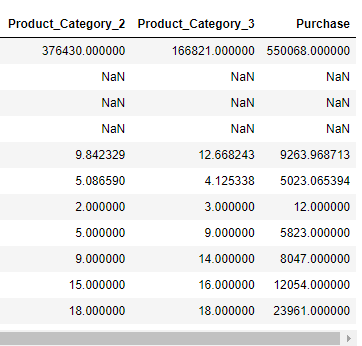 Product_Category_2 Product_Category_3 Purchase
376430.000000 166821.000000 550068.000000
NaN NaN NaN
NaN NaN NaN
NaN NaN NaN
9.842329 12.668243 9263.968713
5.086590 4.125338 5023.065394
2.000000 3.000000 12.000000
5.000000 9.000000 5823.000000
9.000000 14.000000 8047.000000
15.000000 16.000000 12054.000000
18.000000 18.000000 23961.000000